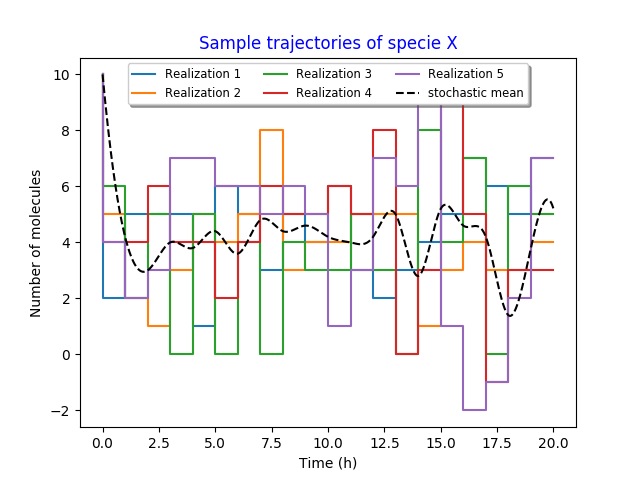 Sample trajectories of specie X
Realization 1
Realization 2
Realization 3
Realization 4
Realization 5
stochastic mean
Number of molecules
10
8
6
4
2
0
−2
0.0 2.5 5.0 7.5 10.0 12.5 15.0 17.5 20.0
Time (h)